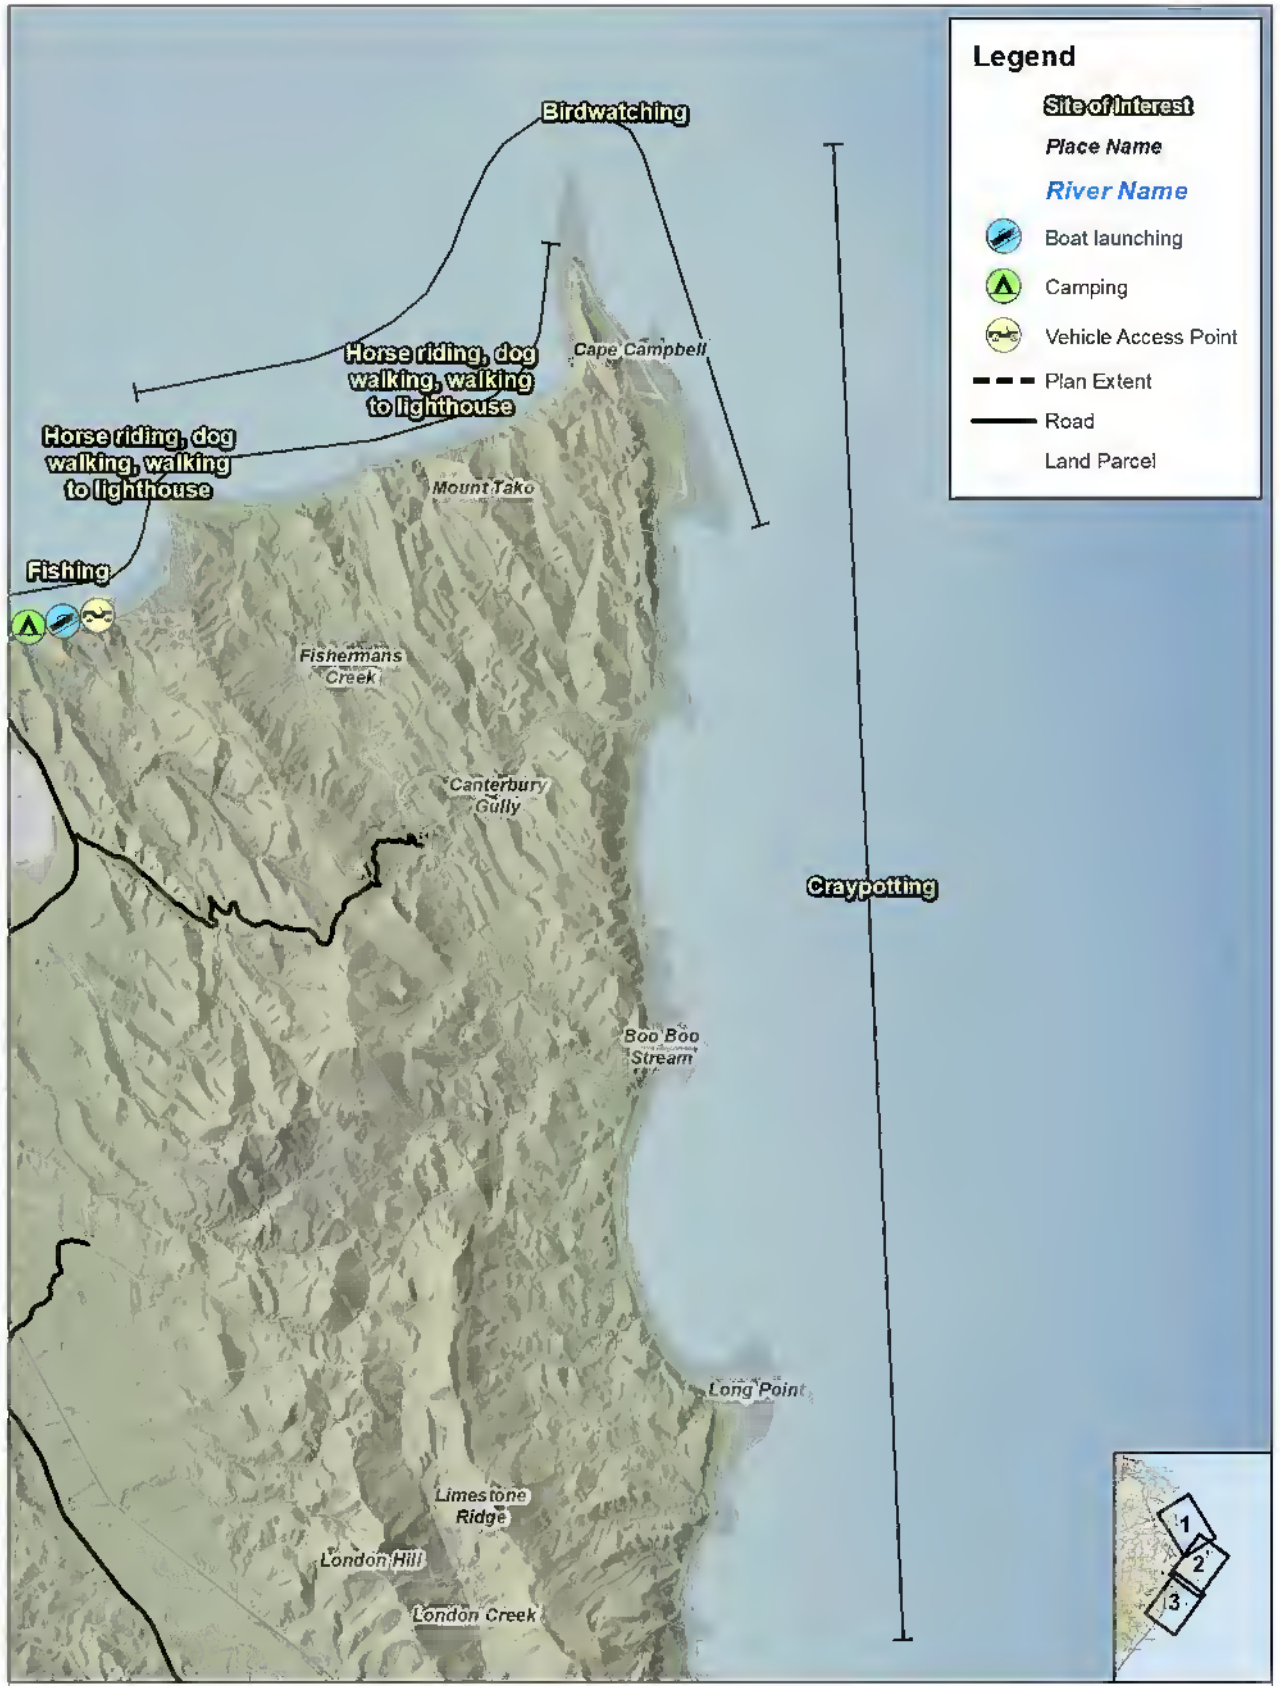 Legend
Site of Interest
Place Name
River Name
Boat launching
Camping
Vehicle Access Point
Plan Extent
Road
Land Parcel
Birdwatching
Horse riding, dog
walking, walking
to lighthouse
Cape Campbell
Horse riding, dog
walking, walking
to lighthouse
Mount Tako
Fishing
Fishermans
Creek
Canterbury
Gully
Craypotting
Boo Boo
Stream
Long Point
Limestone
Ridge
London Hill
London Creek
1
2
3